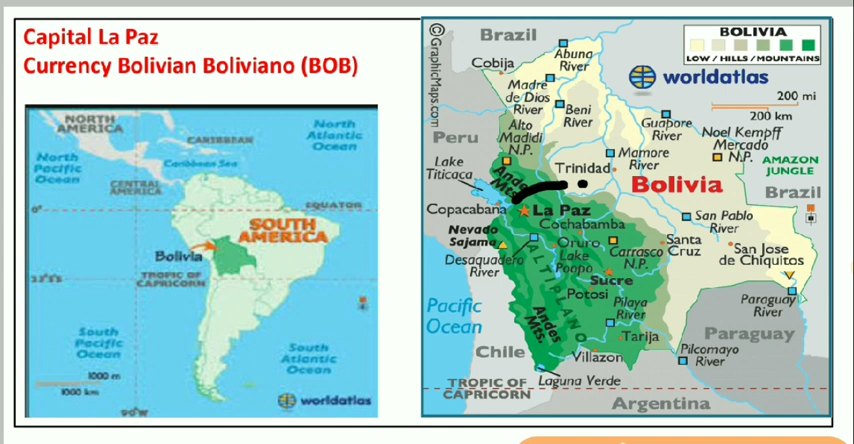 Capital La Paz
Currency Bolivian Boliviano (BOB)
NORTH
AMERICA
North
Atlantic
Ocean
CARIBBEAN
Caribbean Sea
North
Pacific
Ocean
CENTRAL
AMERICA
EQUATOR
0°
SOUTH
AMERICA
Bolivia
TROPIC OF
CAPRICORN
South
Pacific
Ocean
South
Atlantic
Ocean
1000 mi
1000 km
90°W
worldatlas
©GraphicMaps.com
BOLIVIA
LOW / HILLS / MOUNTAINS
worldatlas
200 mi
200 km
Brazil
Cobija
Abuna
River
Madre
de Dios
River
Beni
River
Guapore
River
Noel Kempff
Mercado
N.P.
Peru
Alto
Madidi
N.P.
Mamore
River
AMAZON
JUNGLE
Lake
Titicaca
Andes
Mts.
Trinidad
Bolivia
Brazil
Copacabana
La Paz
San Pablo
River
Nevado
Sajama
Cochabamba
Oruro
Carrasco
N.P.
Santa
Cruz
San Jose
de Chiquitos
Desaquadero
River
Lake
Poopo
ALTIPLANO
Sucre
Potosi
Paraguay
River
Pacific
Ocean
Andes
Mts.
Pilaya
River
Paraguay
Tarija
Chile
Villazon
Pilcomayo
River
Laguna Verde
TROPIC OF
CAPRICORN
Argentina